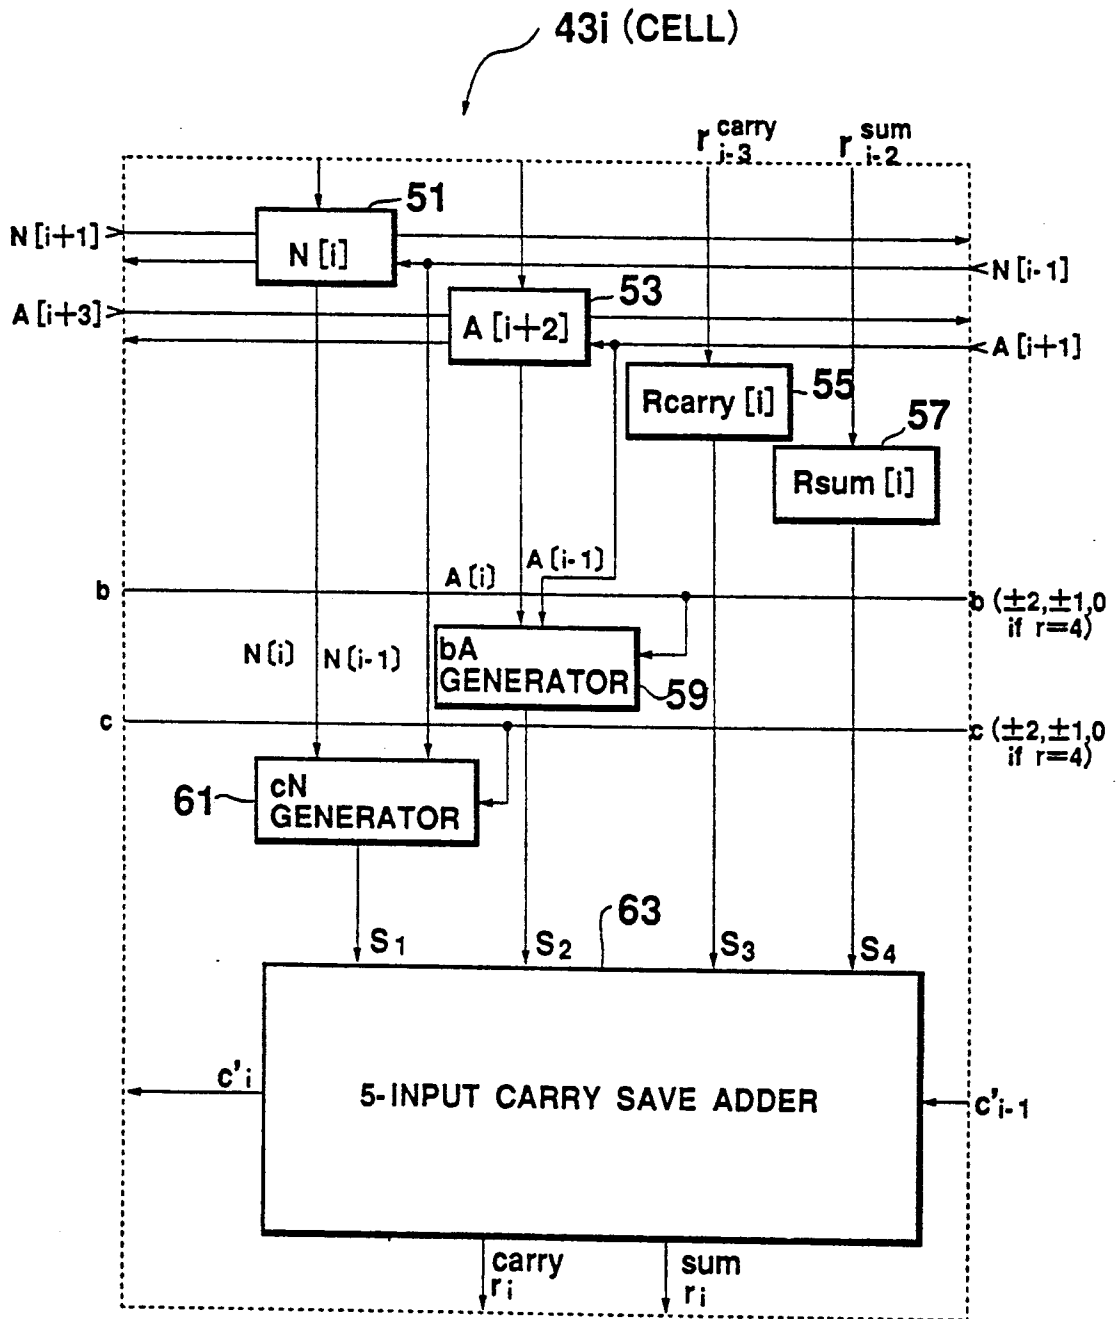 43i (CELL)
r carry i-3
r sum i-2
51
N[i+1]
N[i]
N[i-1]
53
A[i+3]
A[i+2]
A[i+1]
55
Rcarry[i]
57
Rsum[i]
A(i)
A(i-1)
b
b (±2,±1,0
if r=4)
N(i)
N(i-1)
bA
GENERATOR
59
c
c (±2,±1,0
if r=4)
61
cN
GENERATOR
63
S1
S2
S3
S4
c'i
5-INPUT CARRY SAVE ADDER
c'i-1
carry
ri
sum
ri